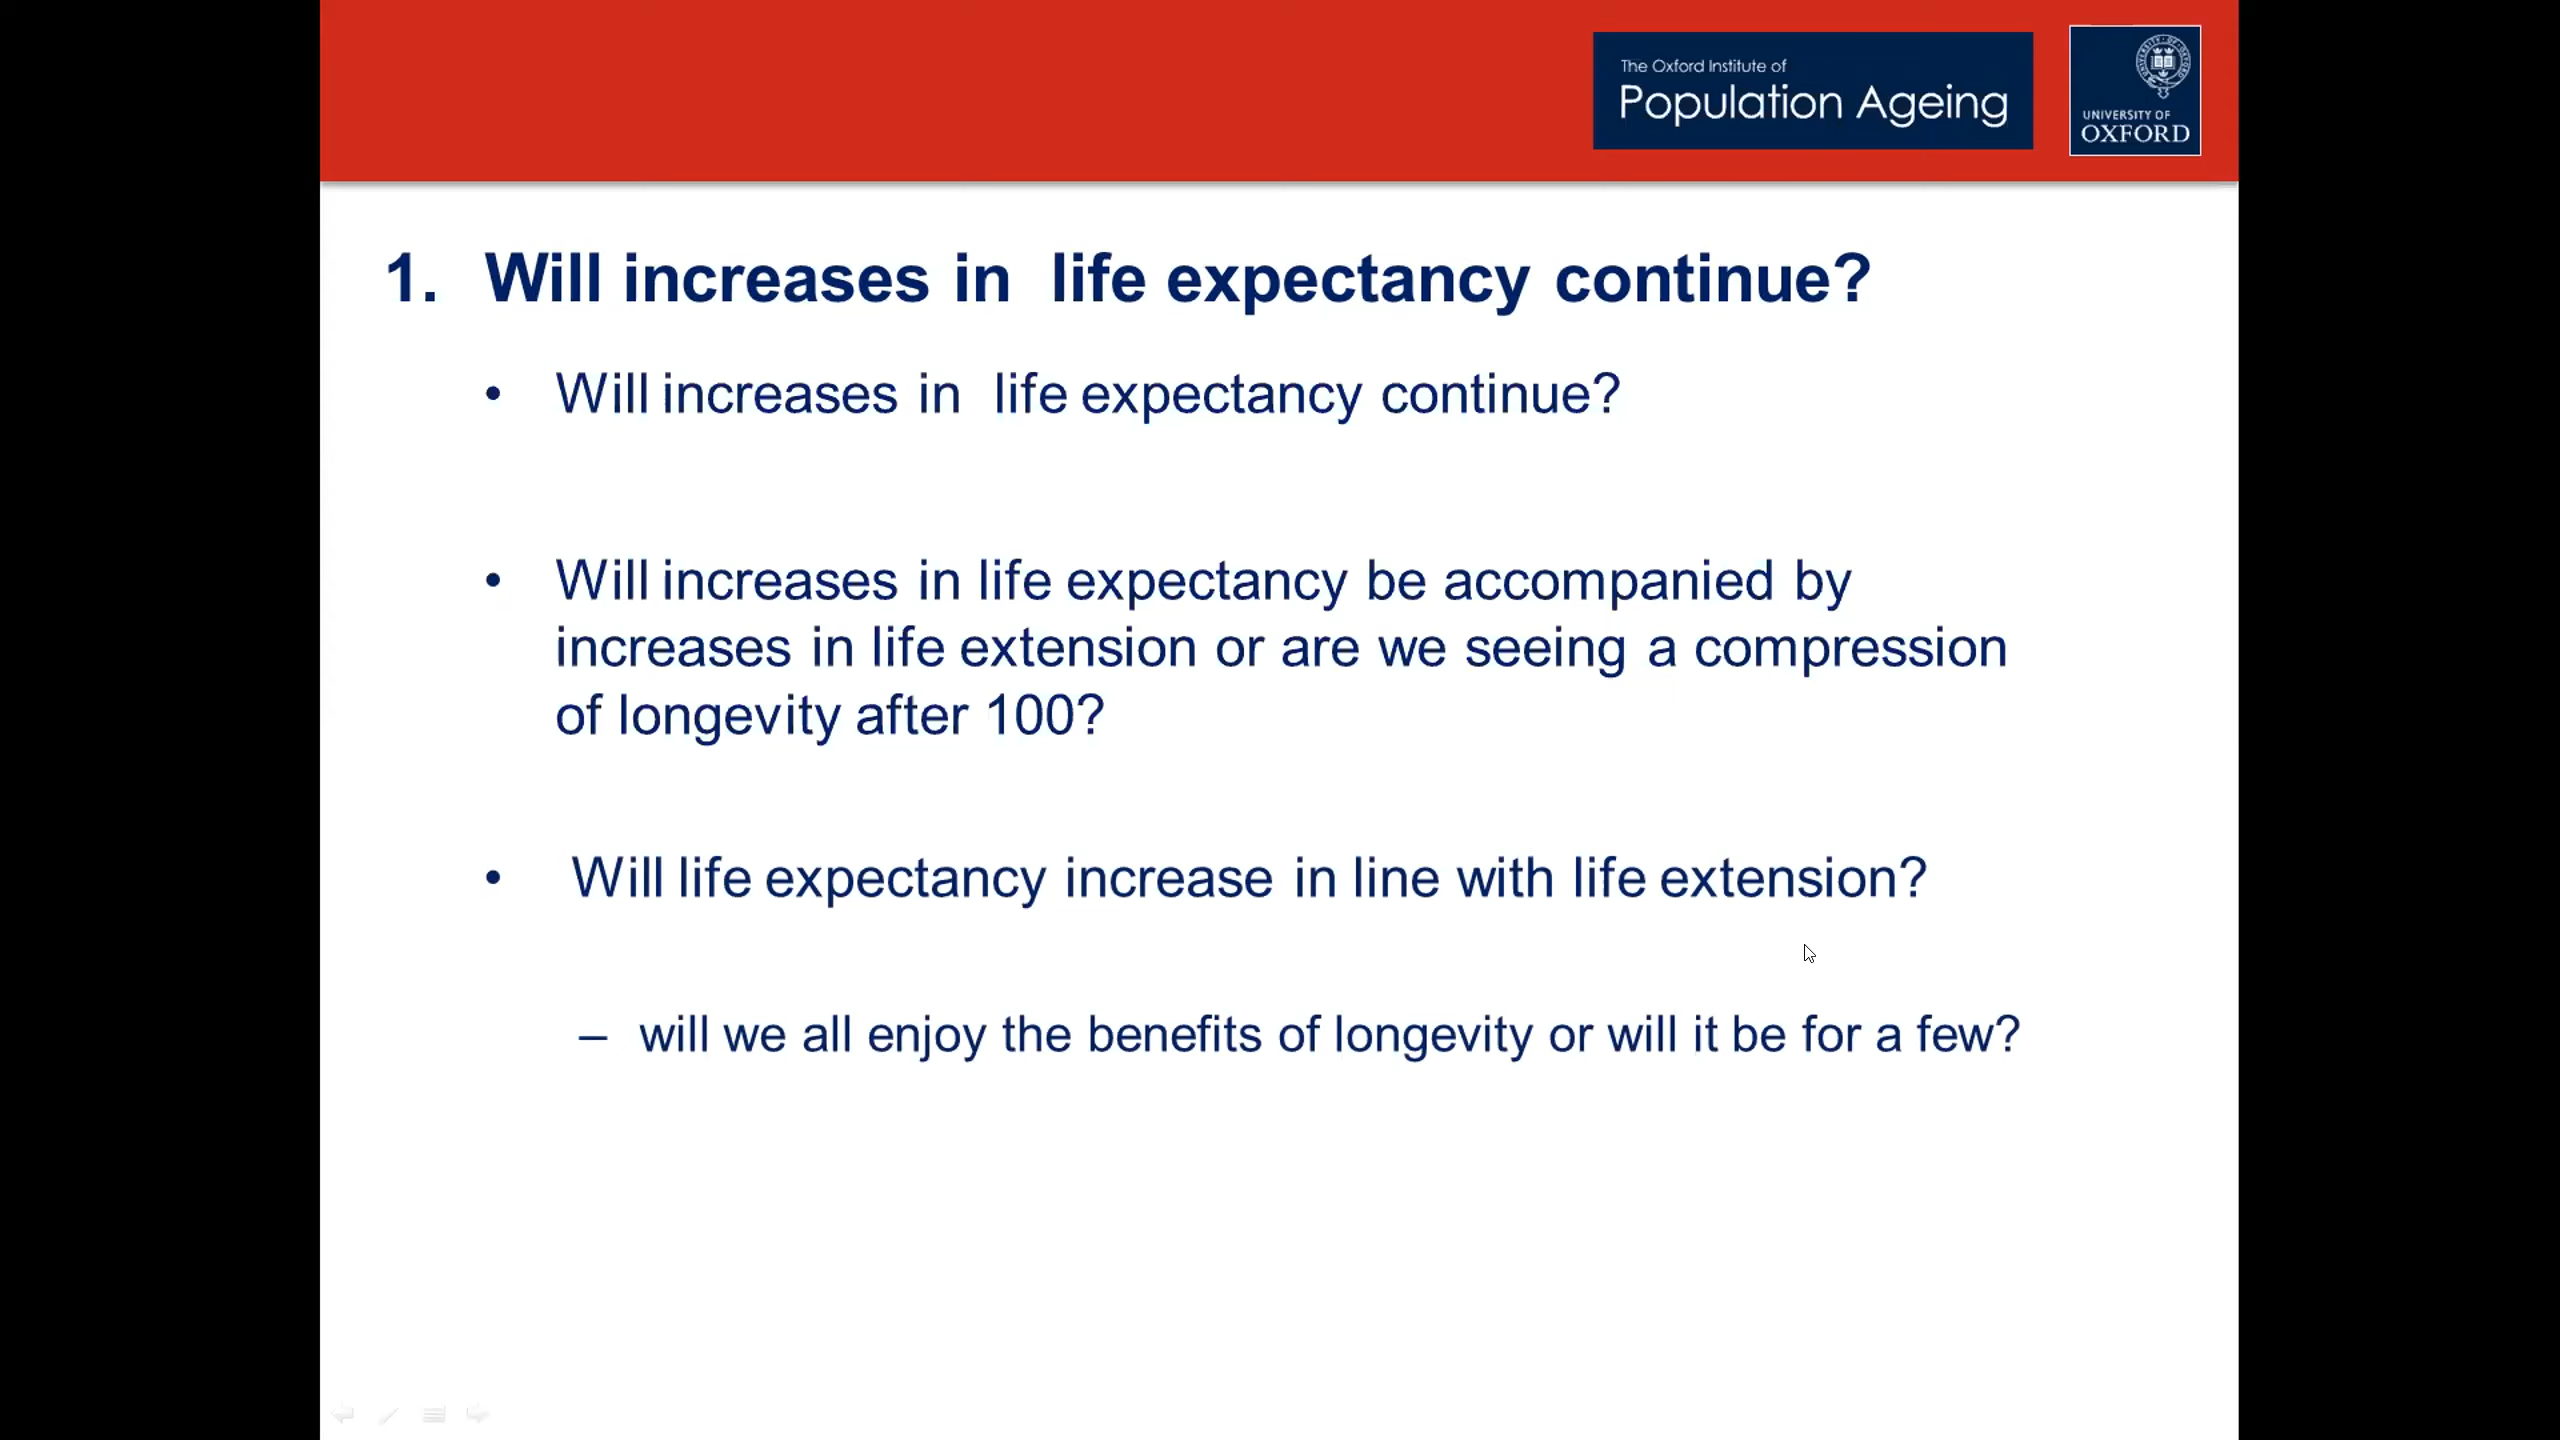 The Oxford Institute of
Population Ageing
UNIVERSITY OF
OXFORD
1. Will increases in  life expectancy continue?
• Will increases in  life expectancy continue?
• Will increases in life expectancy be accompanied by
increases in life extension or are we seeing a compression
of longevity after 100?
• Will life expectancy increase in line with life extension?
– will we all enjoy the benefits of longevity or will it be for a few?